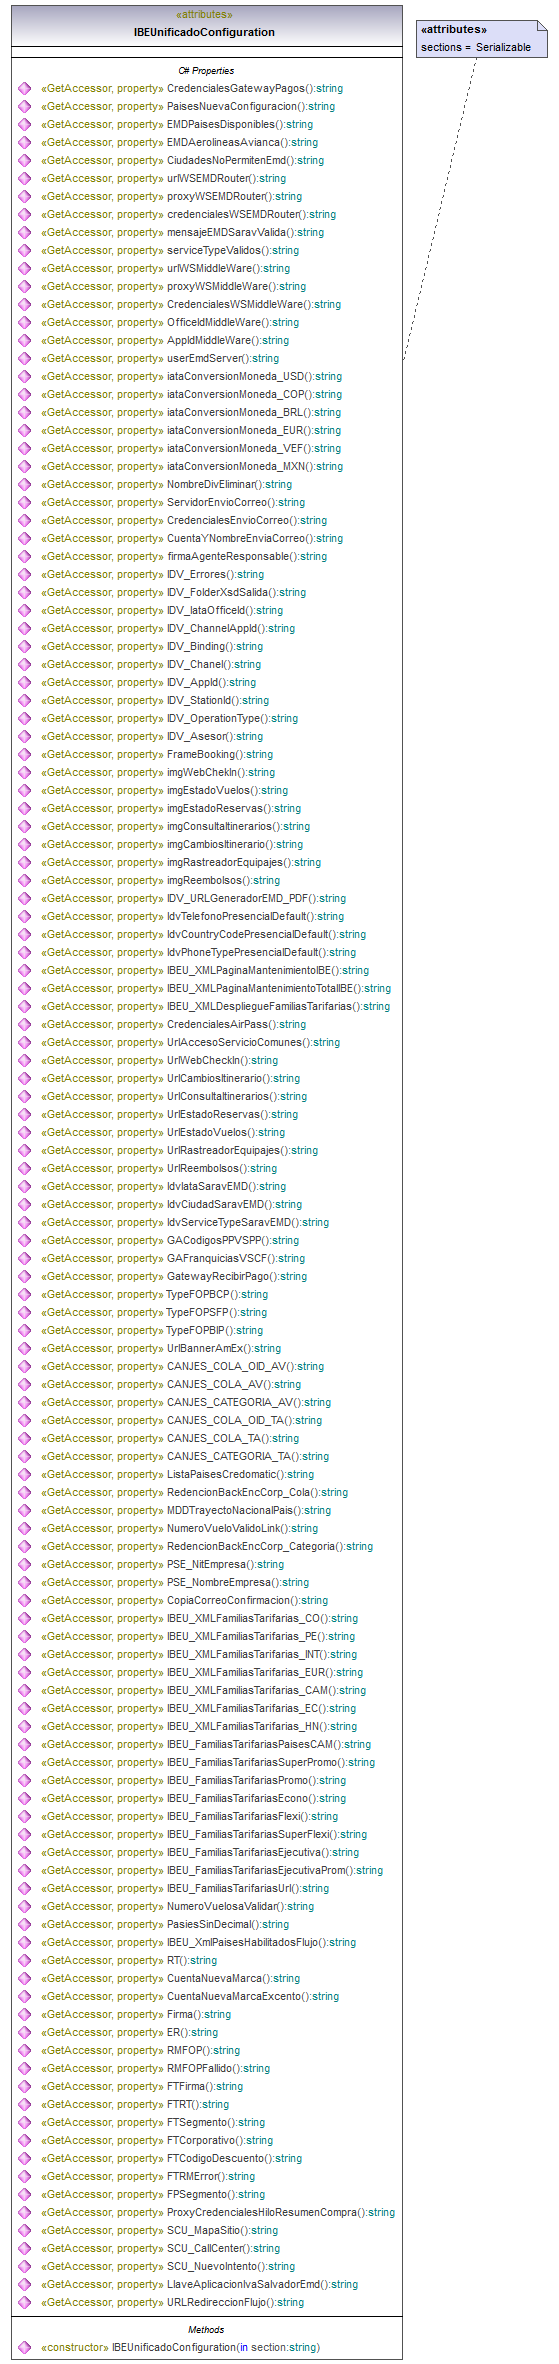 «attributes»
IBEUnificadoConfiguration
«attributes»
sections = Serializable
C# Properties
«GetAccessor, property» CredencialesGatewayPagos():string
«GetAccessor, property» PaisesNuevaConfiguracion():string
«GetAccessor, property» EMDPaisesDisponibles():string
«GetAccessor, property» EMDAerolineasAvianca():string
«GetAccessor, property» CiudadesNoPermitenEmd():string
«GetAccessor, property» urlWSEMDRouter():string
«GetAccessor, property» proxyWSEMDRouter():string
«GetAccessor, property» credencialesWSEMDRouter():string
«GetAccessor, property» mensajeEMDSaravValida():string
«GetAccessor, property» serviceTypeValidos():string
«GetAccessor, property» urlWSMiddleWare():string
«GetAccessor, property» proxyWSMiddleWare():string
«GetAccessor, property» CredencialesWSMiddleWare():string
«GetAccessor, property» OfficeIdMiddleWare():string
«GetAccessor, property» AppIdMiddleWare():string
«GetAccessor, property» userEmdServer():string
«GetAccessor, property» iataConversionMoneda_USD():string
«GetAccessor, property» iataConversionMoneda_COP():string
«GetAccessor, property» iataConversionMoneda_BRL():string
«GetAccessor, property» iataConversionMoneda_EUR():string
«GetAccessor, property» iataConversionMoneda_VEF():string
«GetAccessor, property» iataConversionMoneda_MXN():string
«GetAccessor, property» NombreDivEliminar():string
«GetAccessor, property» ServidorEnvioCorreo():string
«GetAccessor, property» CredencialesEnvioCorreo():string
«GetAccessor, property» CuentaYNombreEnviaCorreo():string
«GetAccessor, property» firmaAgenteResponsable():string
«GetAccessor, property» IDV_Errores():string
«GetAccessor, property» IDV_FolderXsdSalida():string
«GetAccessor, property» IDV_IataOfficeId():string
«GetAccessor, property» IDV_ChannelAppId():string
«GetAccessor, property» IDV_Binding():string
«GetAccessor, property» IDV_Chanel():string
«GetAccessor, property» IDV_AppId():string
«GetAccessor, property» IDV_StationId():string
«GetAccessor, property» IDV_OperationType():string
«GetAccessor, property» IDV_Asesor():string
«GetAccessor, property» FrameBooking():string
«GetAccessor, property» imgWebChekIn():string
«GetAccessor, property» imgEstadoVuelos():string
«GetAccessor, property» imgEstadoReservas():string
«GetAccessor, property» imgConsultaItinerarios():string
«GetAccessor, property» imgCambiosItinerario():string
«GetAccessor, property» imgRastreadorEquipajes():string
«GetAccessor, property» imgReembolsos():string
«GetAccessor, property» IDV_URLGeneradorEMD_PDF():string
«GetAccessor, property» IdvTelefonoPresencialDefault():string
«GetAccessor, property» IdvCountryCodePresencialDefault():string
«GetAccessor, property» IdvPhoneTypePresencialDefault():string
«GetAccessor, property» IBEU_XMLPaginaMantenimientoIBE():string
«GetAccessor, property» IBEU_XMLPaginaMantenimientoTotalIBE():string
«GetAccessor, property» IBEU_XMLDespliegueFamiliasTarifarias():string
«GetAccessor, property» CredencialesAirPass():string
«GetAccessor, property» UrlAccesoServicioComunes():string
«GetAccessor, property» UrlWebCheckIn():string
«GetAccessor, property» UrlCambiosItinerario():string
«GetAccessor, property» UrlConsultaItinerarios():string
«GetAccessor, property» UrlEstadoReservas():string
«GetAccessor, property» UrlEstadoVuelos():string
«GetAccessor, property» UrlRastreadorEquipajes():string
«GetAccessor, property» UrlReembolsos():string
«GetAccessor, property» IdvIataSaravEMD():string
«GetAccessor, property» IdvCiudadSaravEMD():string
«GetAccessor, property» IdvServiceTypeSaravEMD():string
«GetAccessor, property» GACodigosPPVSPP():string
«GetAccessor, property» GAFranquiciasVSCF():string
«GetAccessor, property» GatewayRecibirPago():string
«GetAccessor, property» TypeFOPBCP():string
«GetAccessor, property» TypeFOPSFP():string
«GetAccessor, property» TypeFOPBIP():string
«GetAccessor, property» UrlBannerAmEx():string
«GetAccessor, property» CANJES_COLA_OID_AV():string
«GetAccessor, property» CANJES_COLA_AV():string
«GetAccessor, property» CANJES_CATEGORIA_AV():string
«GetAccessor, property» CANJES_COLA_OID_TA():string
«GetAccessor, property» CANJES_COLA_TA():string
«GetAccessor, property» CANJES_CATEGORIA_TA():string
«GetAccessor, property» ListaPaisesCredomatic():string
«GetAccessor, property» RedencionBackEncCorp_Cola():string
«GetAccessor, property» MDDTrayectoNacionalPais():string
«GetAccessor, property» NumeroVueloValidoLink():string
«GetAccessor, property» RedencionBackEncCorp_Categoria():string
«GetAccessor, property» PSE_NitEmpresa():string
«GetAccessor, property» PSE_NombreEmpresa():string
«GetAccessor, property» CopiaCorreoConfirmacion():string
«GetAccessor, property» IBEU_XMLFamiliasTarifarias_CO():string
«GetAccessor, property» IBEU_XMLFamiliasTarifarias_PE():string
«GetAccessor, property» IBEU_XMLFamiliasTarifarias_INT():string
«GetAccessor, property» IBEU_XMLFamiliasTarifarias_EUR():string
«GetAccessor, property» IBEU_XMLFamiliasTarifarias_CAM():string
«GetAccessor, property» IBEU_XMLFamiliasTarifarias_EC():string
«GetAccessor, property» IBEU_XMLFamiliasTarifarias_HN():string
«GetAccessor, property» IBEU_FamiliasTarifariasPaisesCAM():string
«GetAccessor, property» IBEU_FamiliasTarifariasSuperPromo():string
«GetAccessor, property» IBEU_FamiliasTarifariasPromo():string
«GetAccessor, property» IBEU_FamiliasTarifariasEcono():string
«GetAccessor, property» IBEU_FamiliasTarifariasFlexi():string
«GetAccessor, property» IBEU_FamiliasTarifariasSuperFlexi():string
«GetAccessor, property» IBEU_FamiliasTarifariasEjecutiva():string
«GetAccessor, property» IBEU_FamiliasTarifariasEjecutivaProm():string
«GetAccessor, property» IBEU_FamiliasTarifariasUrl():string
«GetAccessor, property» NumeroVuelosaValidar():string
«GetAccessor, property» PasiesSinDecimal():string
«GetAccessor, property» IBEU_XmlPaisesHabilitadosFlujo():string
«GetAccessor, property» RT():string
«GetAccessor, property» CuentaNuevaMarca():string
«GetAccessor, property» CuentaNuevaMarcaExcento():string
«GetAccessor, property» Firma():string
«GetAccessor, property» ER():string
«GetAccessor, property» RMFOP():string
«GetAccessor, property» RMFOPFallido():string
«GetAccessor, property» FTFirma():string
«GetAccessor, property» FTRT():string
«GetAccessor, property» FTSegmento():string
«GetAccessor, property» FTCorporativo():string
«GetAccessor, property» FTCodigoDescuento():string
«GetAccessor, property» FTRMError():string
«GetAccessor, property» FPSegmento():string
«GetAccessor, property» ProxyCredencialesHiloResumenCompra():string
«GetAccessor, property» SCU_MapaSitio():string
«GetAccessor, property» SCU_CallCenter():string
«GetAccessor, property» SCU_NuevoIntento():string
«GetAccessor, property» LlaveAplicacionIvaSalvadorEmd():string
«GetAccessor, property» URLRedireccionFlujo():string
Methods
«constructor» IBEUnificadoConfiguration(in section:string)